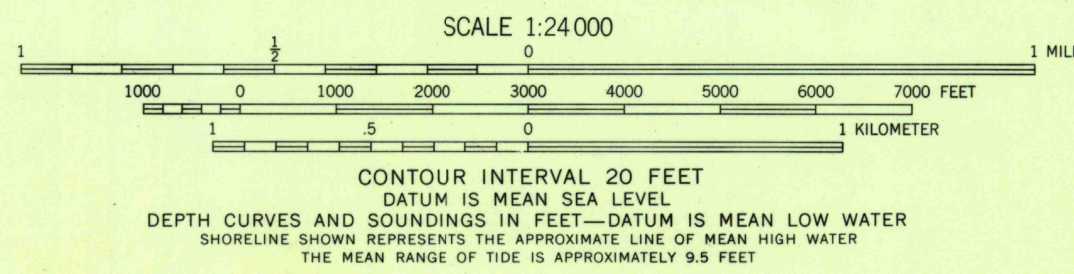 SCALE 1:24 000
1 ½ 0 1 MIL
1000 0 1000 2000 3000 4000 5000 6000 7000 FEET
1 .5 0 1 KILOMETER
CONTOUR INTERVAL 20 FEET
DATUM IS MEAN SEA LEVEL
DEPTH CURVES AND SOUNDINGS IN FEET—DATUM IS MEAN LOW WATER
SHORELINE SHOWN REPRESENTS THE APPROXIMATE LINE OF MEAN HIGH WATER
THE MEAN RANGE OF TIDE IS APPROXIMATELY 9.5 FEET